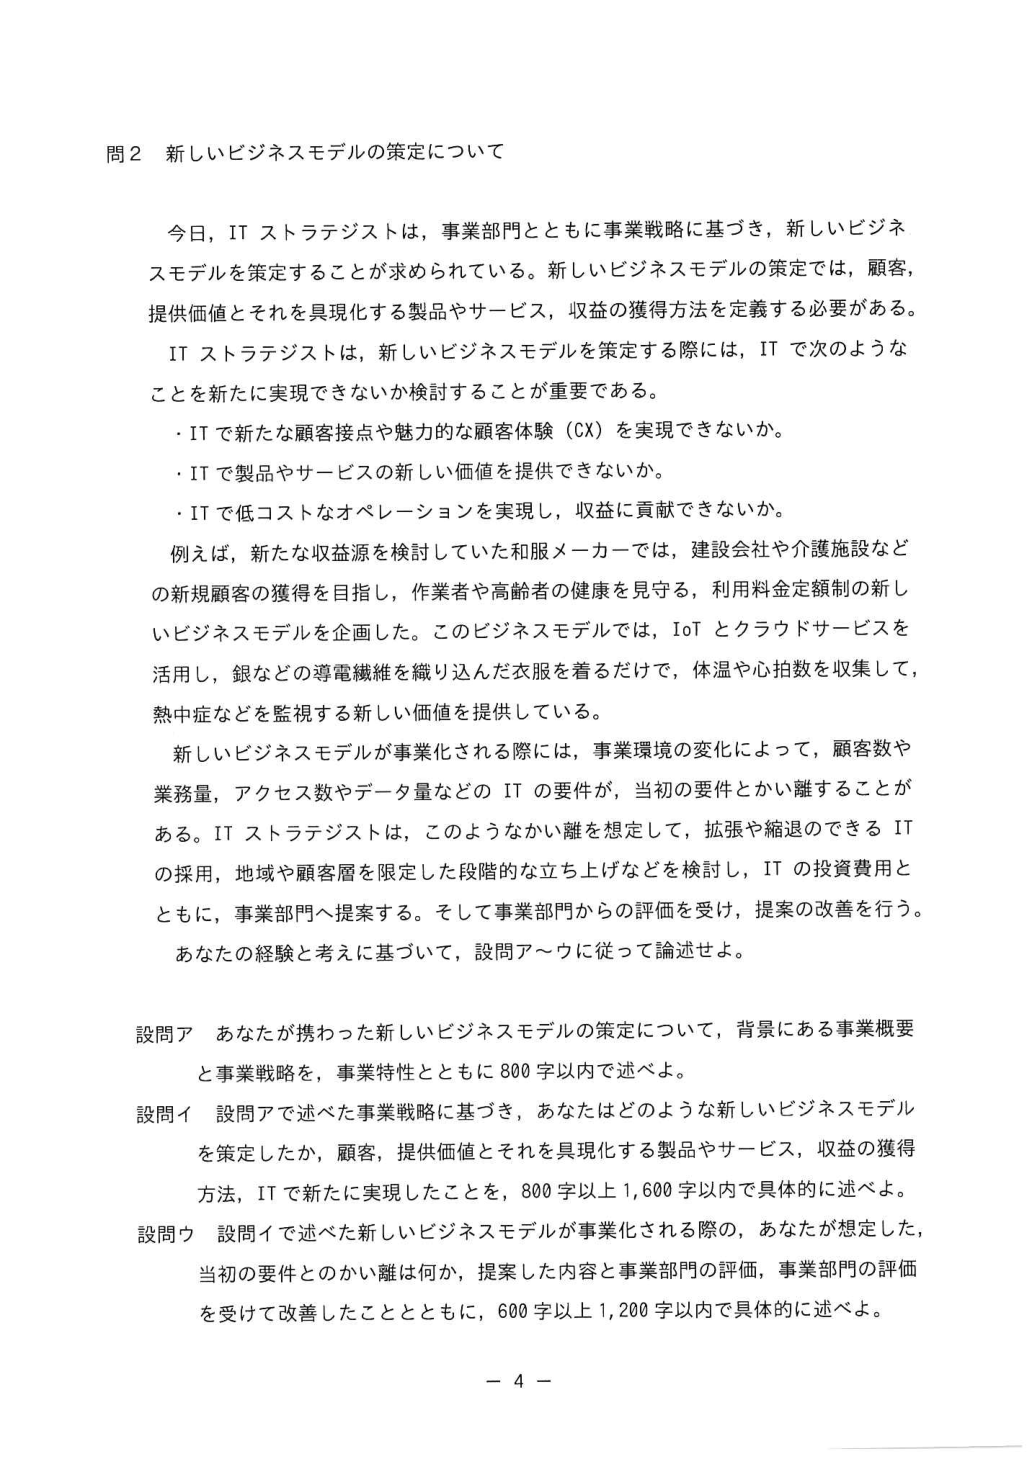 問２　新しいビジネスモデルの策定について
今日，IT ストラテジストは，事業部門とともに事業戦略に基づき，新しいビジネ
スモデルを策定することが求められている。新しいビジネスモデルの策定では，顧客，
提供価値とそれを具現化する製品やサービス，収益の獲得方法を定義する必要がある。
IT ストラテジストは，新しいビジネスモデルを策定する際には，IT で次のような
ことを新たに実現できないか検討することが重要である。
・IT で新たな顧客接点や魅力的な顧客体験（CX）を実現できないか。
・IT で製品やサービスの新しい価値を提供できないか。
・IT で低コストなオペレーションを実現し，収益に貢献できないか。
例えば，新たな収益源を検討していた和服メーカーでは，建設会社や介護施設など
の新規顧客の獲得を目指し，作業者や高齢者の健康を見守る，利用料金定額制の新し
いビジネスモデルを企画した。このビジネスモデルでは，IoT とクラウドサービスを
活用し，銀などの導電繊維を織り込んだ衣服を着るだけで，体温や心拍数を収集して，
熱中症などを監視する新しい価値を提供している。
新しいビジネスモデルが事業化される際には，事業環境の変化によって，顧客数や
業務量，アクセス数やデータ量などの IT の要件が，当初の要件とかい離することが
ある。IT ストラテジストは，このようなかい離を想定して，拡張や縮退のできる IT
の採用，地域や顧客層を限定した段階的な立ち上げなどを検討し，IT の投資費用と
ともに，事業部門へ提案する。そして事業部門からの評価を受け，提案の改善を行う。
あなたの経験と考えに基づいて，設問ア～ウに従って論述せよ。
設問ア　あなたが携わった新しいビジネスモデルの策定について，背景にある事業概要
と事業戦略を，事業特性とともに 800 字以内で述べよ。
設問イ　設問アで述べた事業戦略に基づき，あなたはどのような新しいビジネスモデル
を策定したか，顧客，提供価値とそれを具現化する製品やサービス，収益の獲得
方法，IT で新たに実現したことを，800 字以上 1,600 字以内で具体的に述べよ。
設問ウ　設問イで述べた新しいビジネスモデルが事業化される際の，あなたが想定した，
当初の要件とのかい離は何か，提案した内容と事業部門の評価，事業部門の評価
を受けて改善したこととともに，600 字以上 1,200 字以内で具体的に述べよ。
－ 4 －